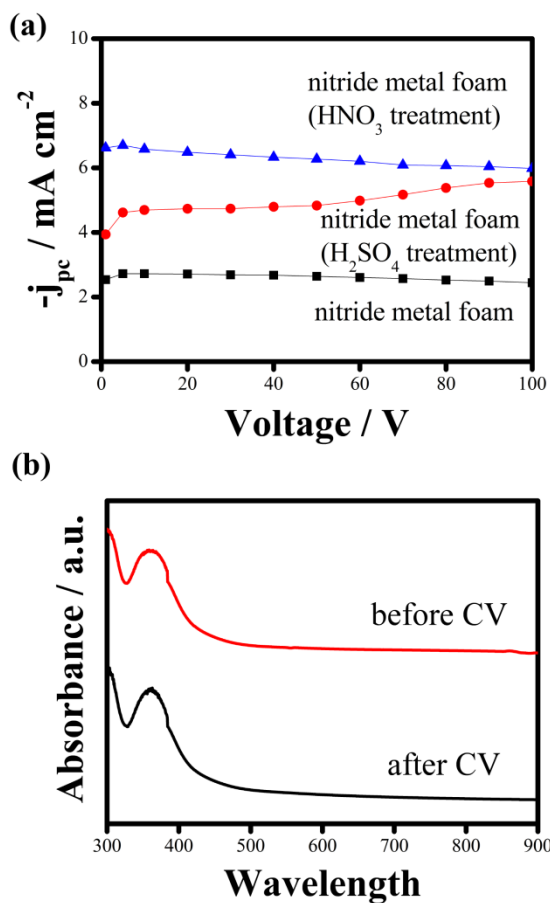 (a)
10
8
6
4
2
0
-j_pc / mA cm^-2
nitride metal foam
(HNO₃ treatment)
nitride metal foam
(H₂SO₄ treatment)
nitride metal foam
0 20 40 60 80 100
Voltage / V
(b)
Absorbance / a.u.
before CV
after CV
300 400 500 600 700 800 900
Wavelength